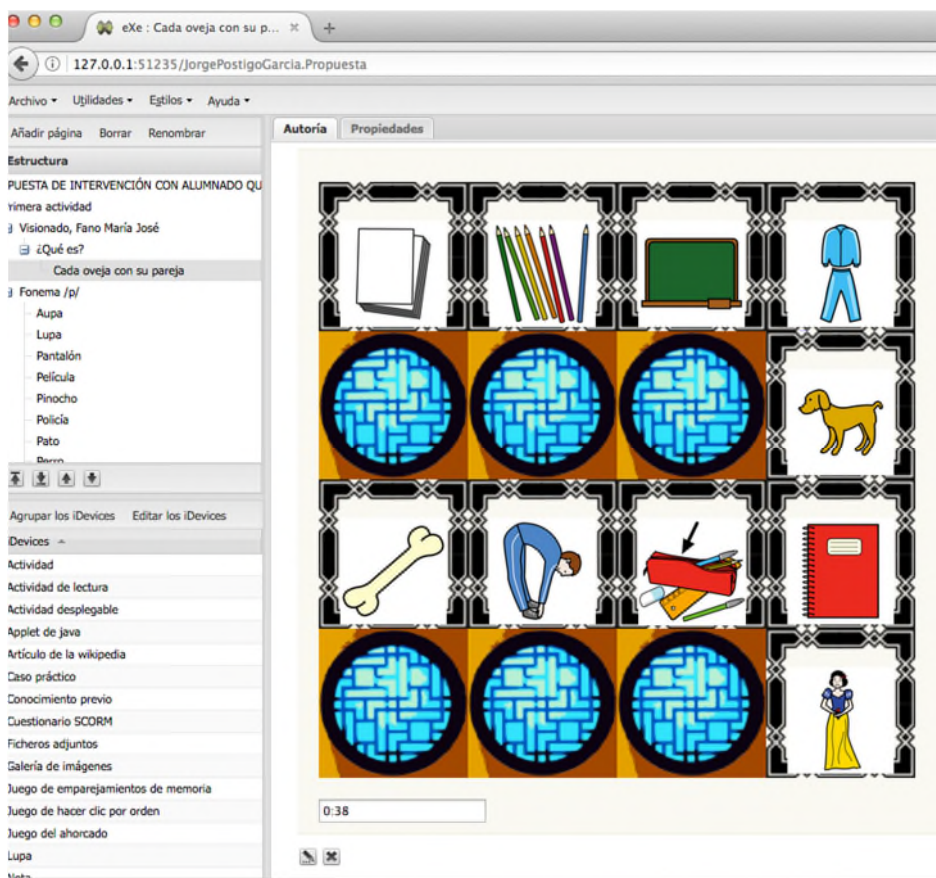 eXe : Cada oveja con su p...
127.0.0.1:51235/JorgePostigoGarcia.Propuesta
Archivo Utilidades Estilos Ayuda
Añadir página Borrar Renombrar
Autoría Propiedades
Estructura
PUESTA DE INTERVENCIÓN CON ALUMNADO QU
rimera actividad
Visionado, Fano María José
¿Qué es?
Cada oveja con su pareja
Fonema /p/
Aupa
Lupa
Pantalón
Película
Pinocho
Policía
Pato
Perro
Agrupar los iDevices Editar los iDevices
iDevices
Actividad
Actividad de lectura
Actividad desplegable
Applet de java
Artículo de la wikipedia
Caso práctico
Conocimiento previo
Cuestionario SCORM
Ficheros adjuntos
Galería de imágenes
Juego de emparejamientos de memoria
Juego de hacer clic por orden
Juego del ahorcado
Lupa
Nota
0:38